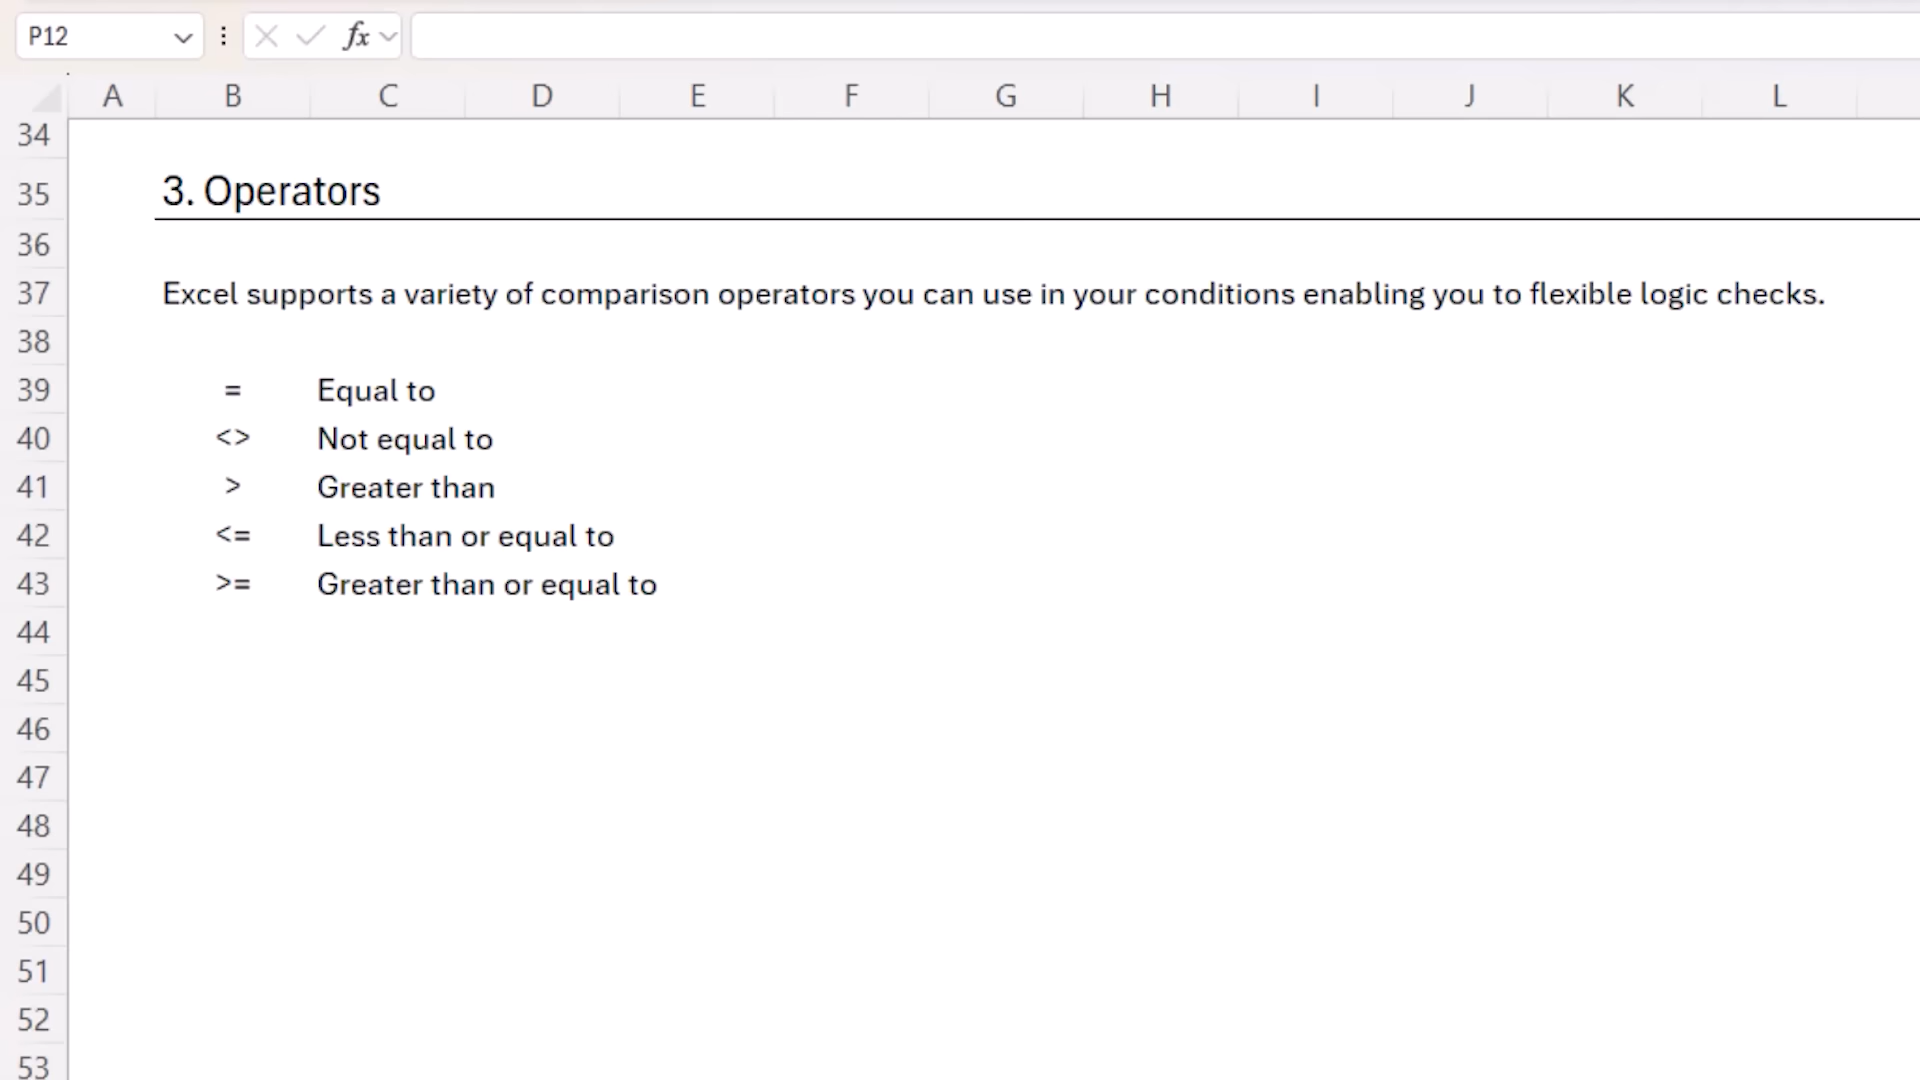 P12
fx
A B C D E F G H I J K L
34
35 3. Operators
36
37 Excel supports a variety of comparison operators you can use in your conditions enabling you to flexible logic checks.
38
39 = Equal to
40 <> Not equal to
41 > Greater than
42 <= Less than or equal to
43 >= Greater than or equal to
44
45
46
47
48
49
50
51
52
53